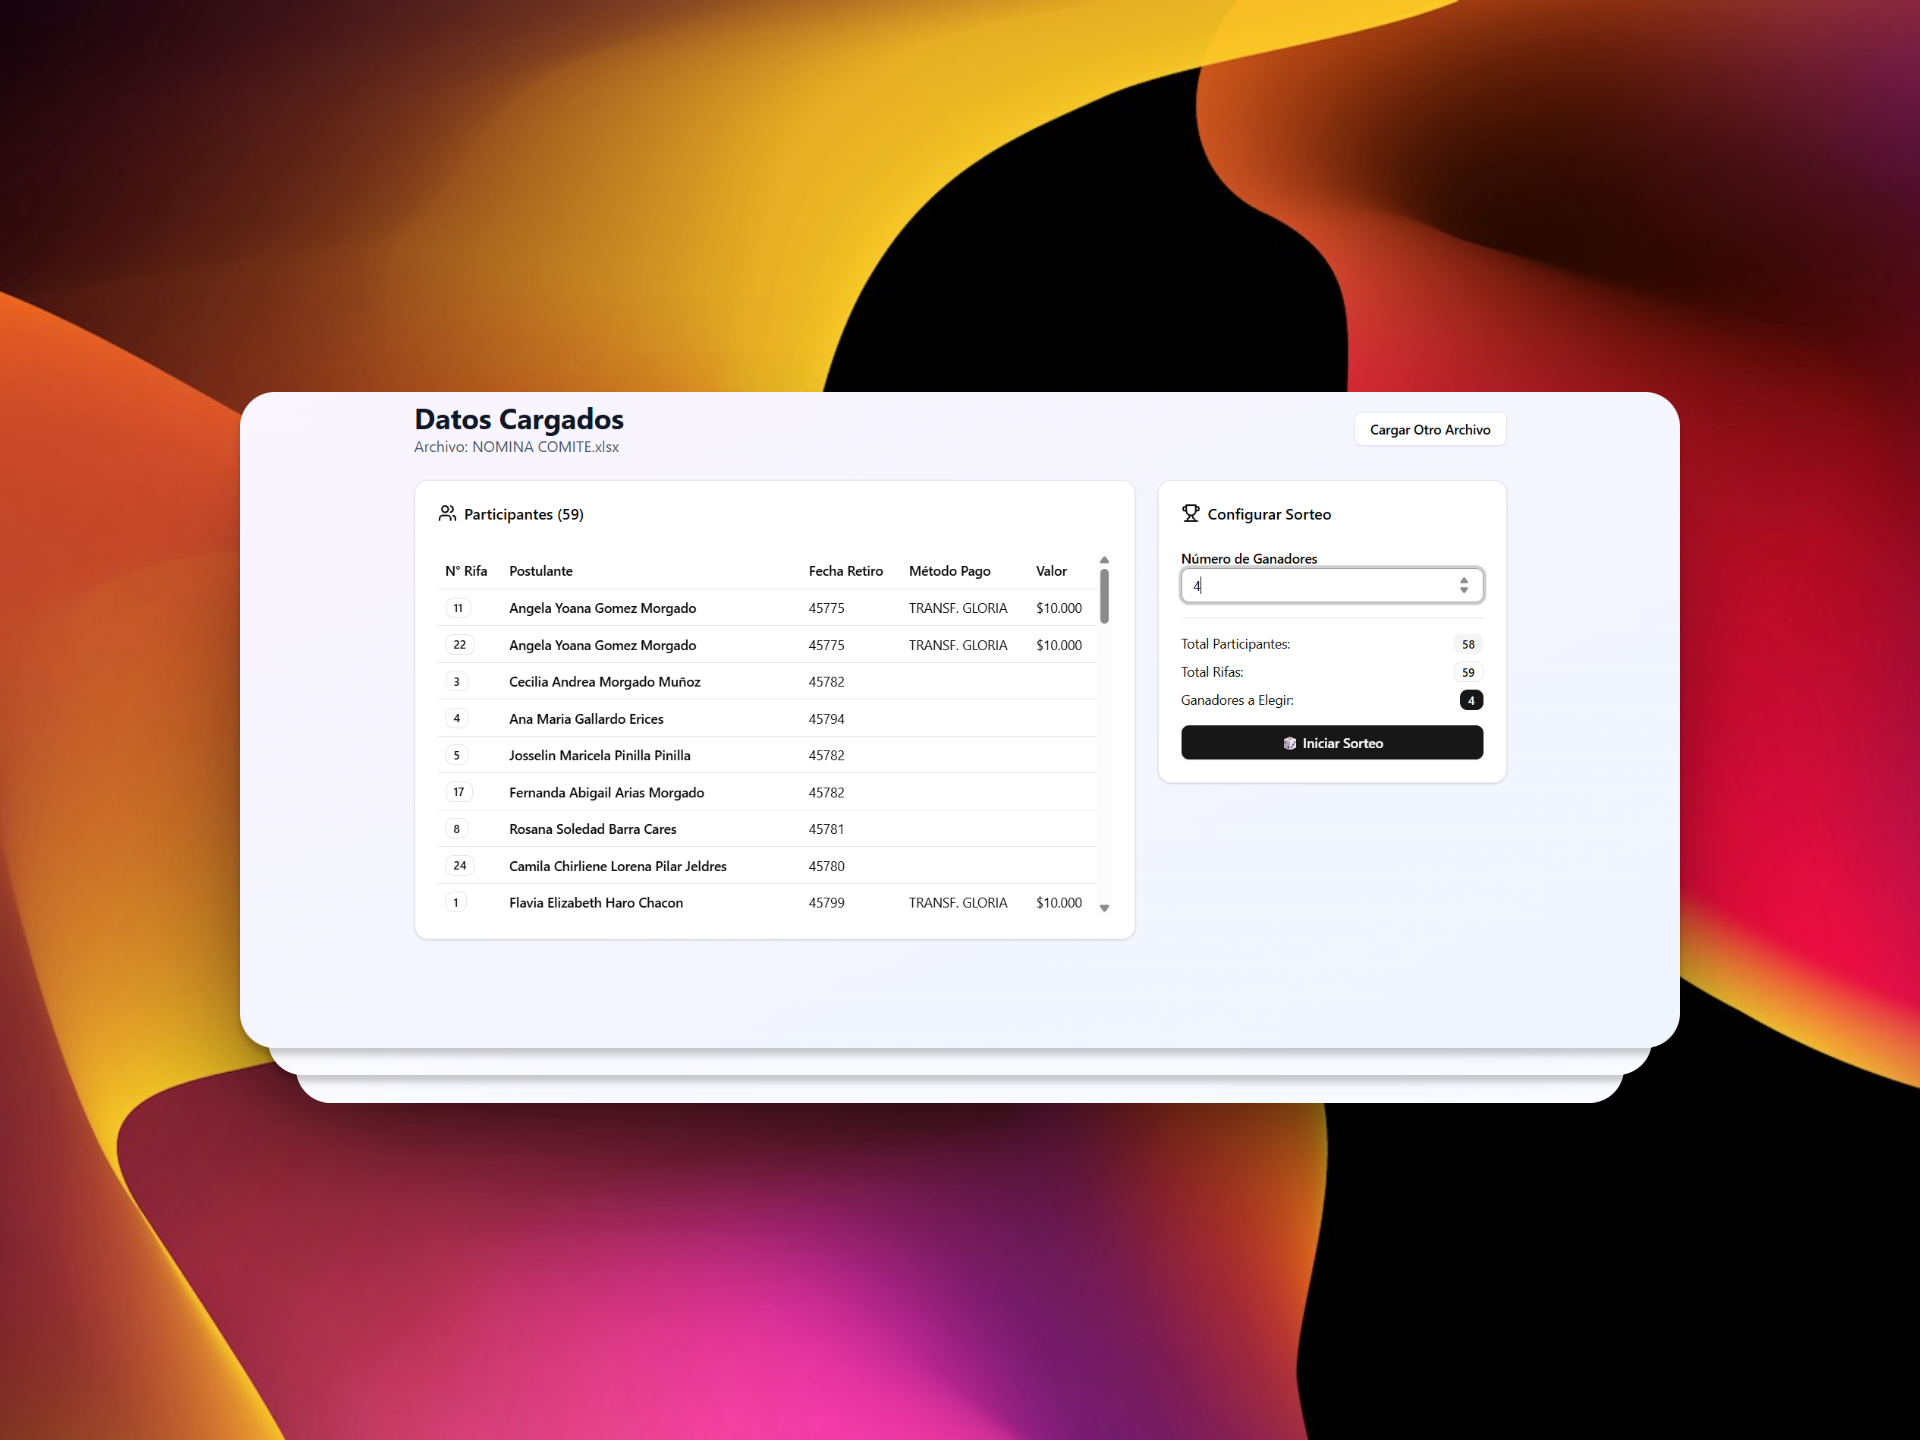 Datos Cargados
Archivo: NOMINA COMITE.xlsx
Cargar Otro Archivo
Participantes (59)
N° Rifa Postulante Fecha Retiro Método Pago Valor
11 Angela Yoana Gomez Morgado 45775 TRANSF. GLORIA $10.000
22 Angela Yoana Gomez Morgado 45775 TRANSF. GLORIA $10.000
3 Cecilia Andrea Morgado Muñoz 45782
4 Ana Maria Gallardo Erices 45794
5 Josselin Maricela Pinilla Pinilla 45782
17 Fernanda Abigail Arias Morgado 45782
8 Rosana Soledad Barra Cares 45781
24 Camila Chirliene Lorena Pilar Jeldres 45780
1 Flavia Elizabeth Haro Chacon 45799 TRANSF. GLORIA $10.000
Configurar Sorteo
Número de Ganadores
4
Total Participantes: 58
Total Rifas: 59
Ganadores a Elegir: 4
Iniciar Sorteo